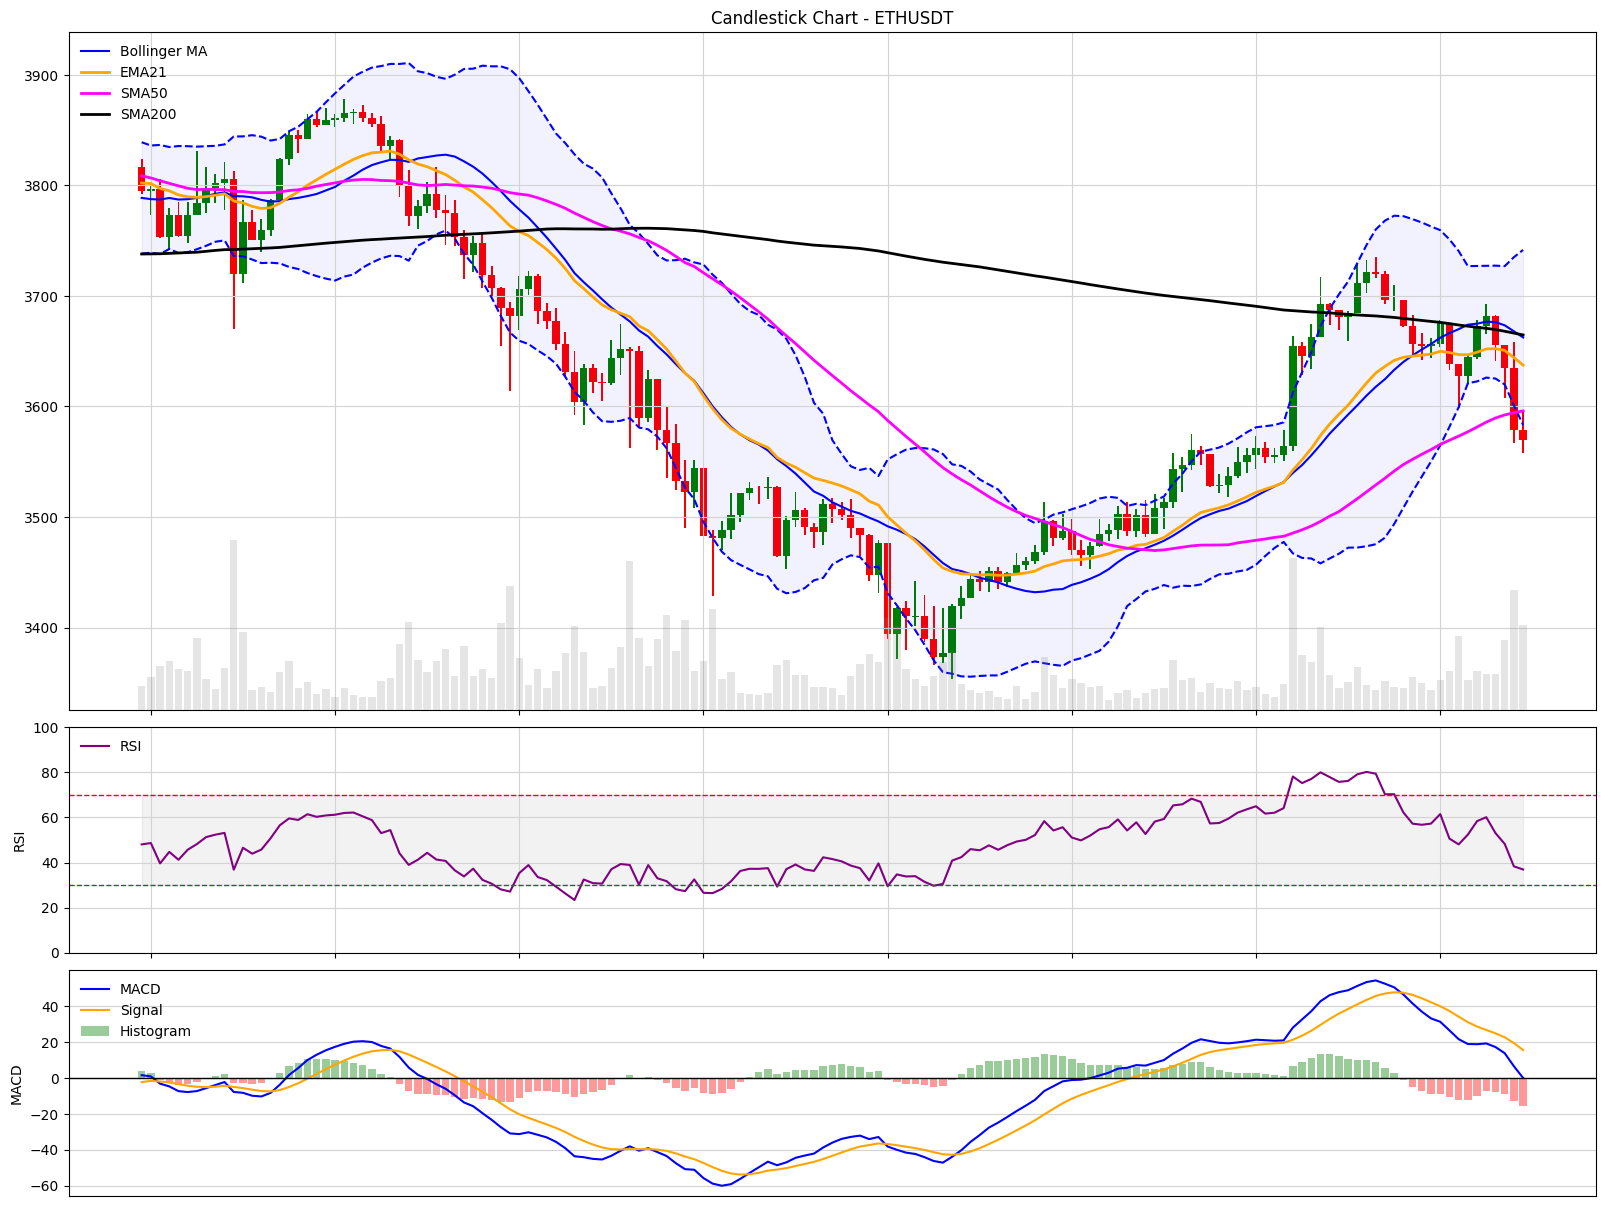 Candlestick Chart - ETHUSDT
Bollinger MA
EMA21
SMA50
SMA200
3900
3800
3700
3600
3500
3400
RSI
100
80
60
40
20
0
RSI
MACD
Signal
Histogram
40
20
0
−20
−40
−60
MACD